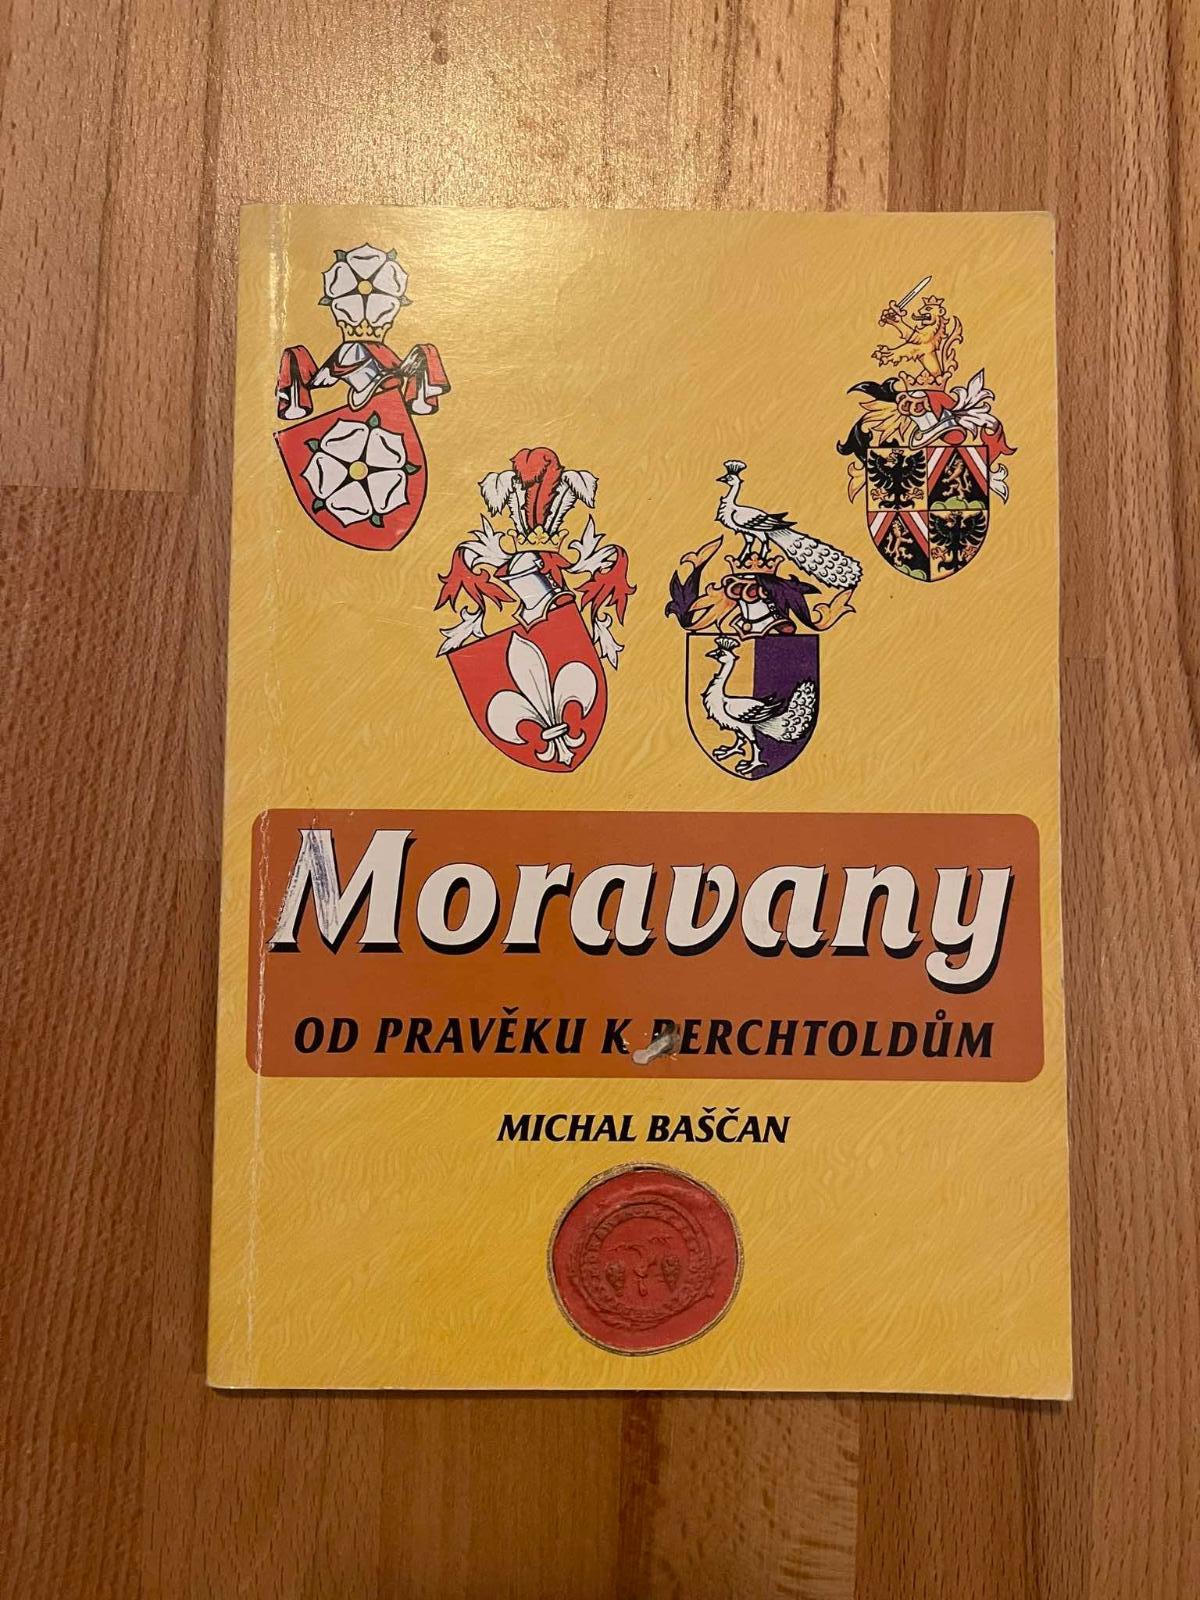 Moravany
OD PRAVĚKU K BERCHTOLDŮM
MICHAL BAŠČAN